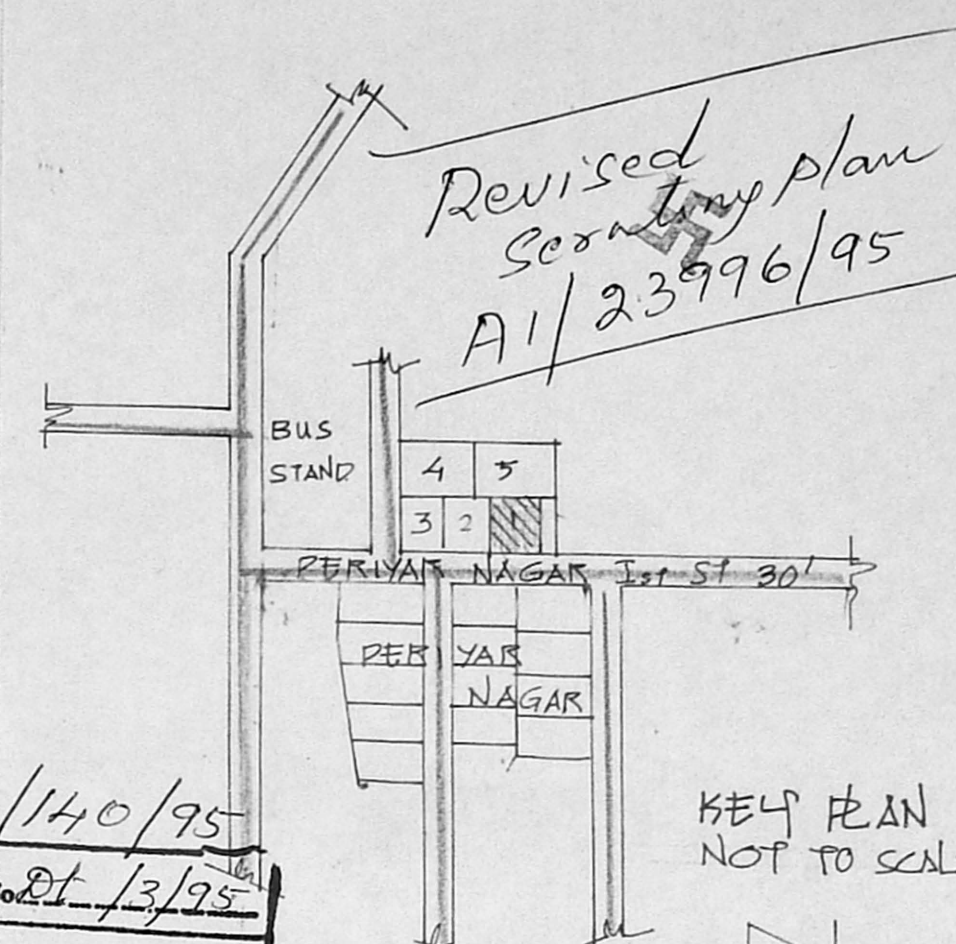 Revised
Scrutiny plan
A1/23996/95
BUS
STAND
4 5
3 2 1
PERIYAR NAGAR Ist St 30'
PERIYAR
NAGAR
/140/95
Dt /3/95
KEY PLAN
NOT TO SCAL